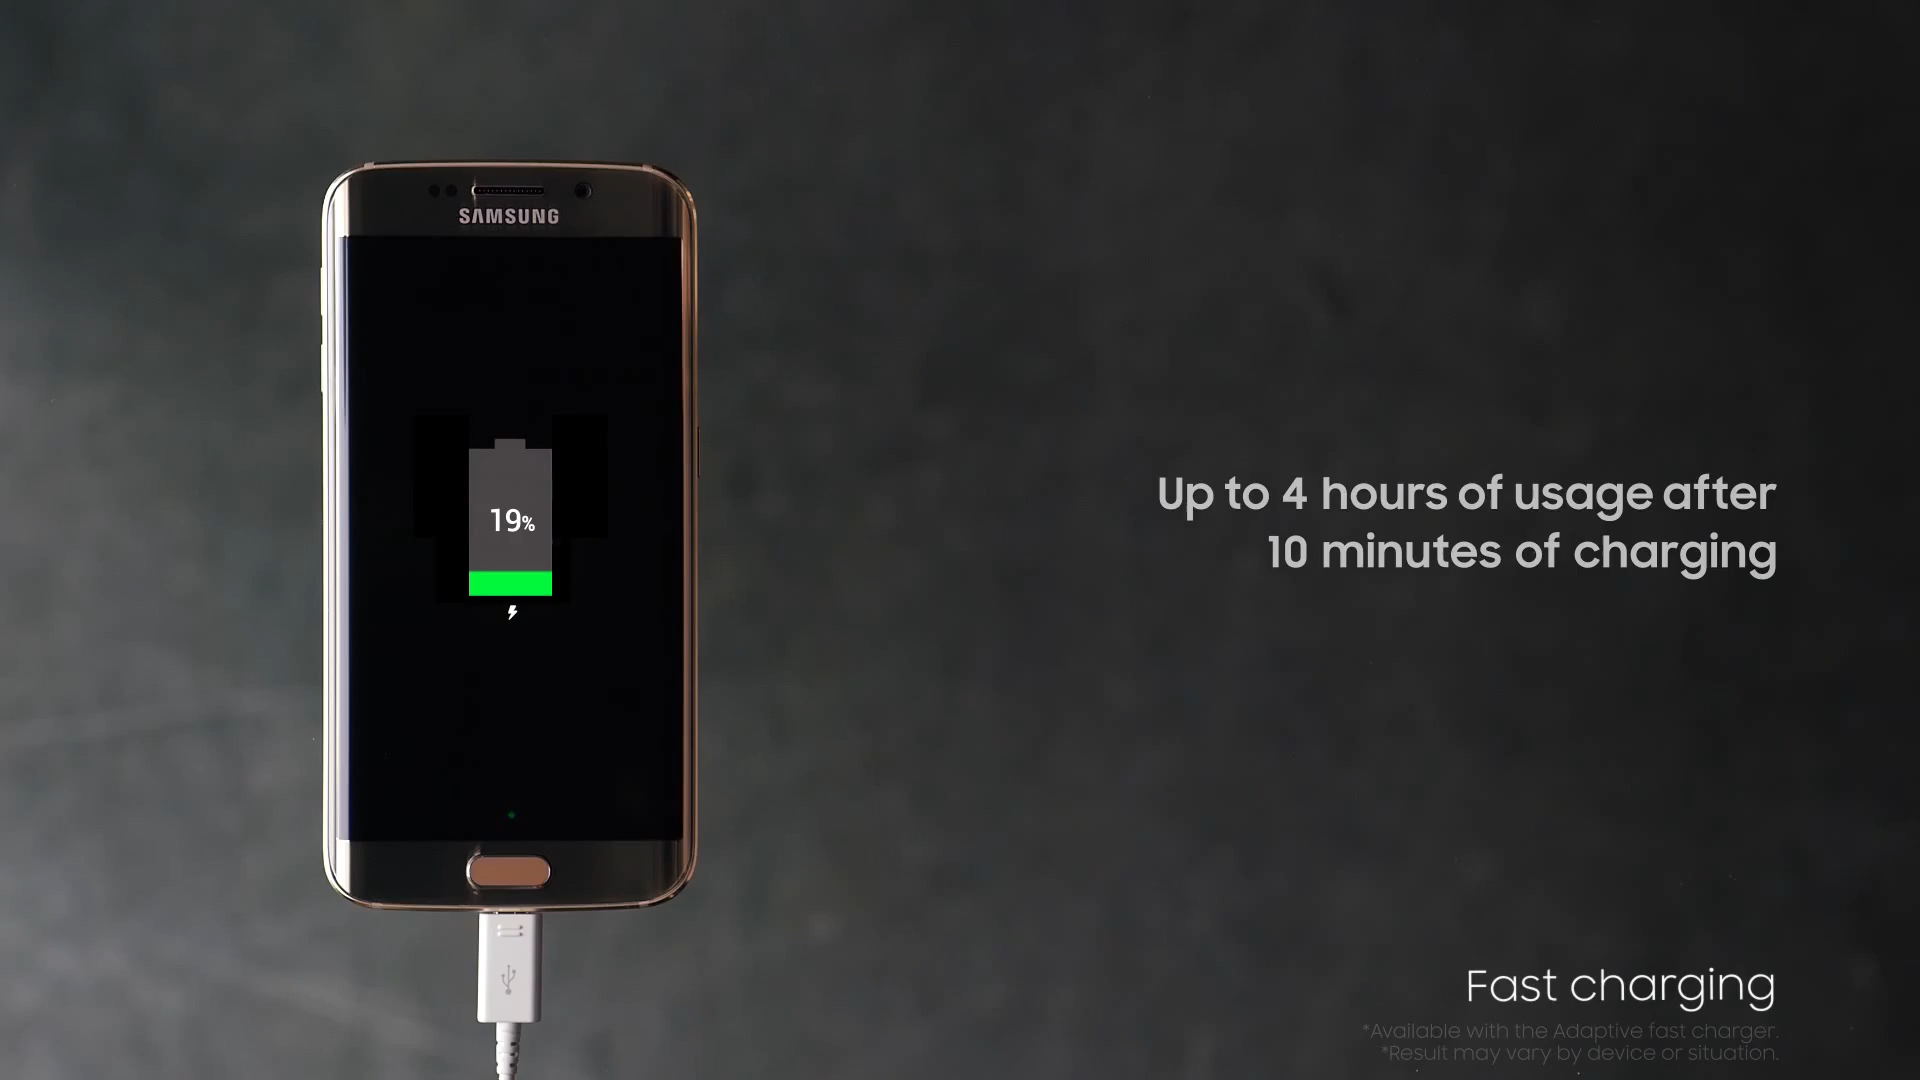 SAMSUNG
19%
Up to 4 hours of usage after
10 minutes of charging
Fast charging
*Available with the Adaptive fast charger.
*Result may vary by device or situation.